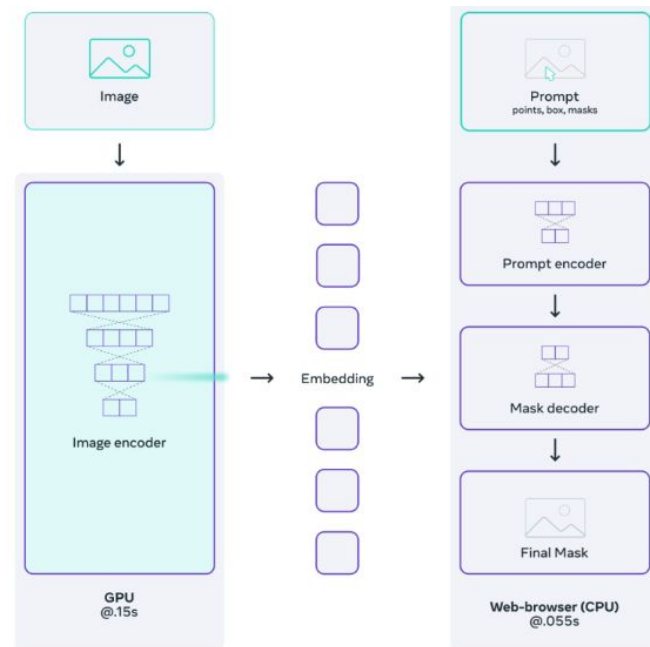 Image
Image encoder
GPU
@.15s
Embedding
Prompt
points, box, masks
Prompt encoder
Mask decoder
Final Mask
Web-browser (CPU)
@.055s